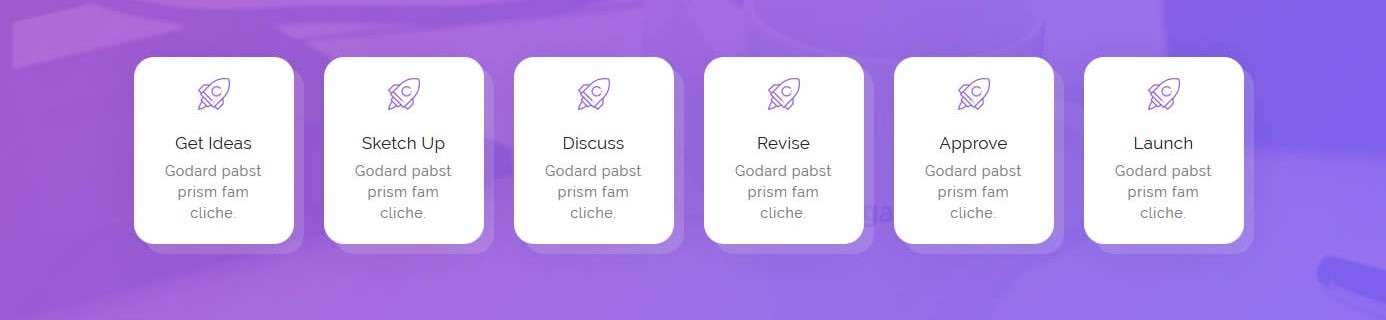 Get Ideas
Godard pabst
prism fam
cliche.
Sketch Up
Godard pabst
prism fam
cliche.
Discuss
Godard pabst
prism fam
cliche.
Revise
Godard pabst
prism fam
cliche.
Approve
Godard pabst
prism fam
cliche.
Launch
Godard pabst
prism fam
cliche.